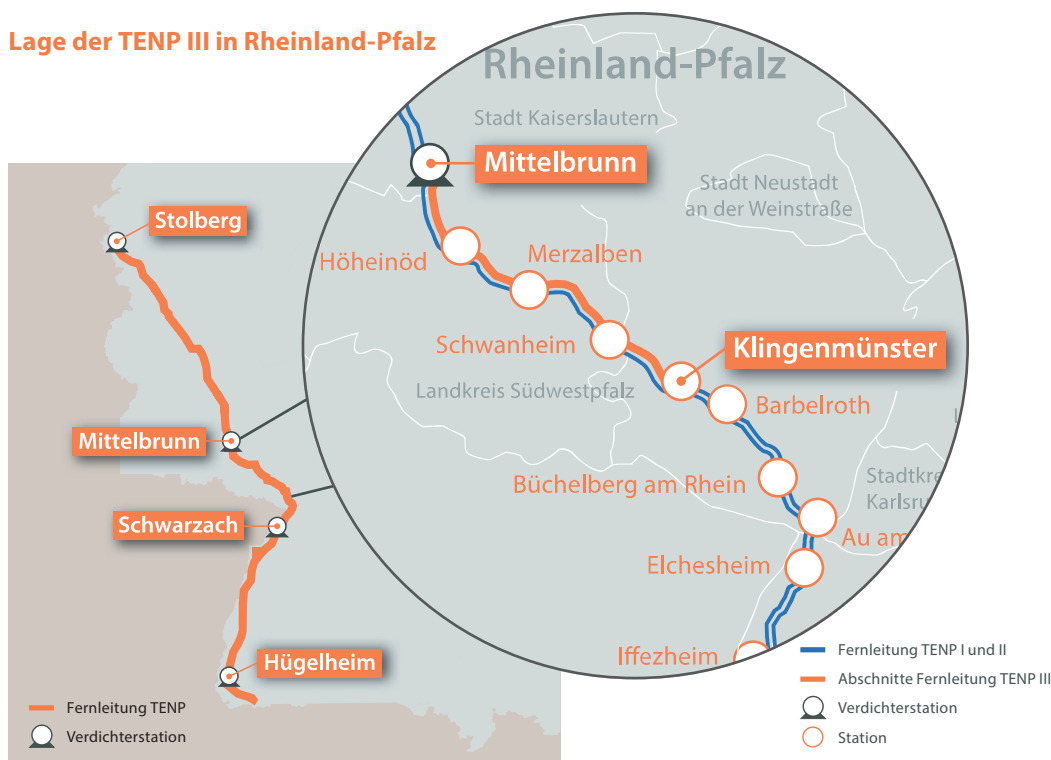 Lage der TENP III in Rheinland-Pfalz
Rheinland-Pfalz
Stadt Kaiserslautern
Mittelbrunn
Stadt Neustadt
an der Weinstraße
Höheinöd
Merzalben
Schwanheim
Klingenmünster
Landkreis Südwestpfalz
Barbelroth
Büchelberg am Rhein
Stadtkre
Karlsru
Au am
Elchesheim
Iffezheim
Stolberg
Mittelbrunn
Schwarzach
Hügelheim
Fernleitung TENP
Verdichterstation
Fernleitung TENP I und II
Abschnitte Fernleitung TENP III
Verdichterstation
Station